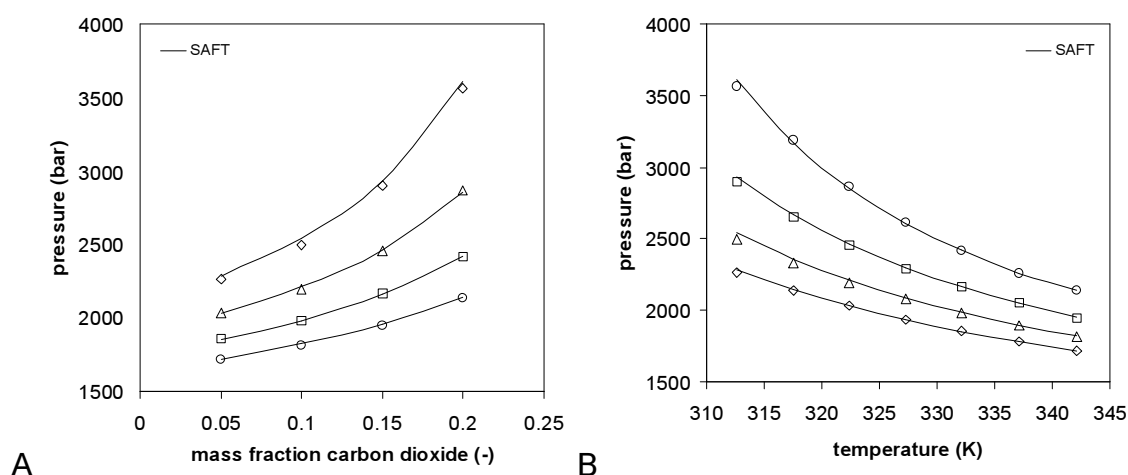 4000
3500
3000
2500
2000
1500
pressure (bar)
SAFT
0 0.05 0.1 0.15 0.2 0.25
mass fraction carbon dioxide (-)
A
4000
3500
3000
2500
2000
1500
pressure (bar)
SAFT
310 315 320 325 330 335 340 345
temperature (K)
B